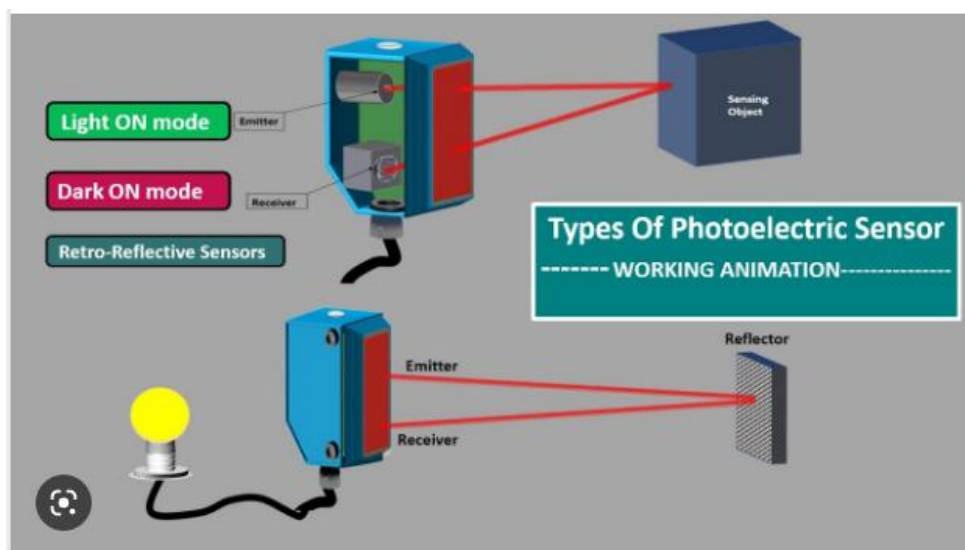 Light ON mode
Emitter
Dark ON mode
Receiver
Retro-Reflective Sensors
Sensing
Object
Types Of Photoelectric Sensor
------- WORKING ANIMATION---------------
Reflector
Emitter
Receiver